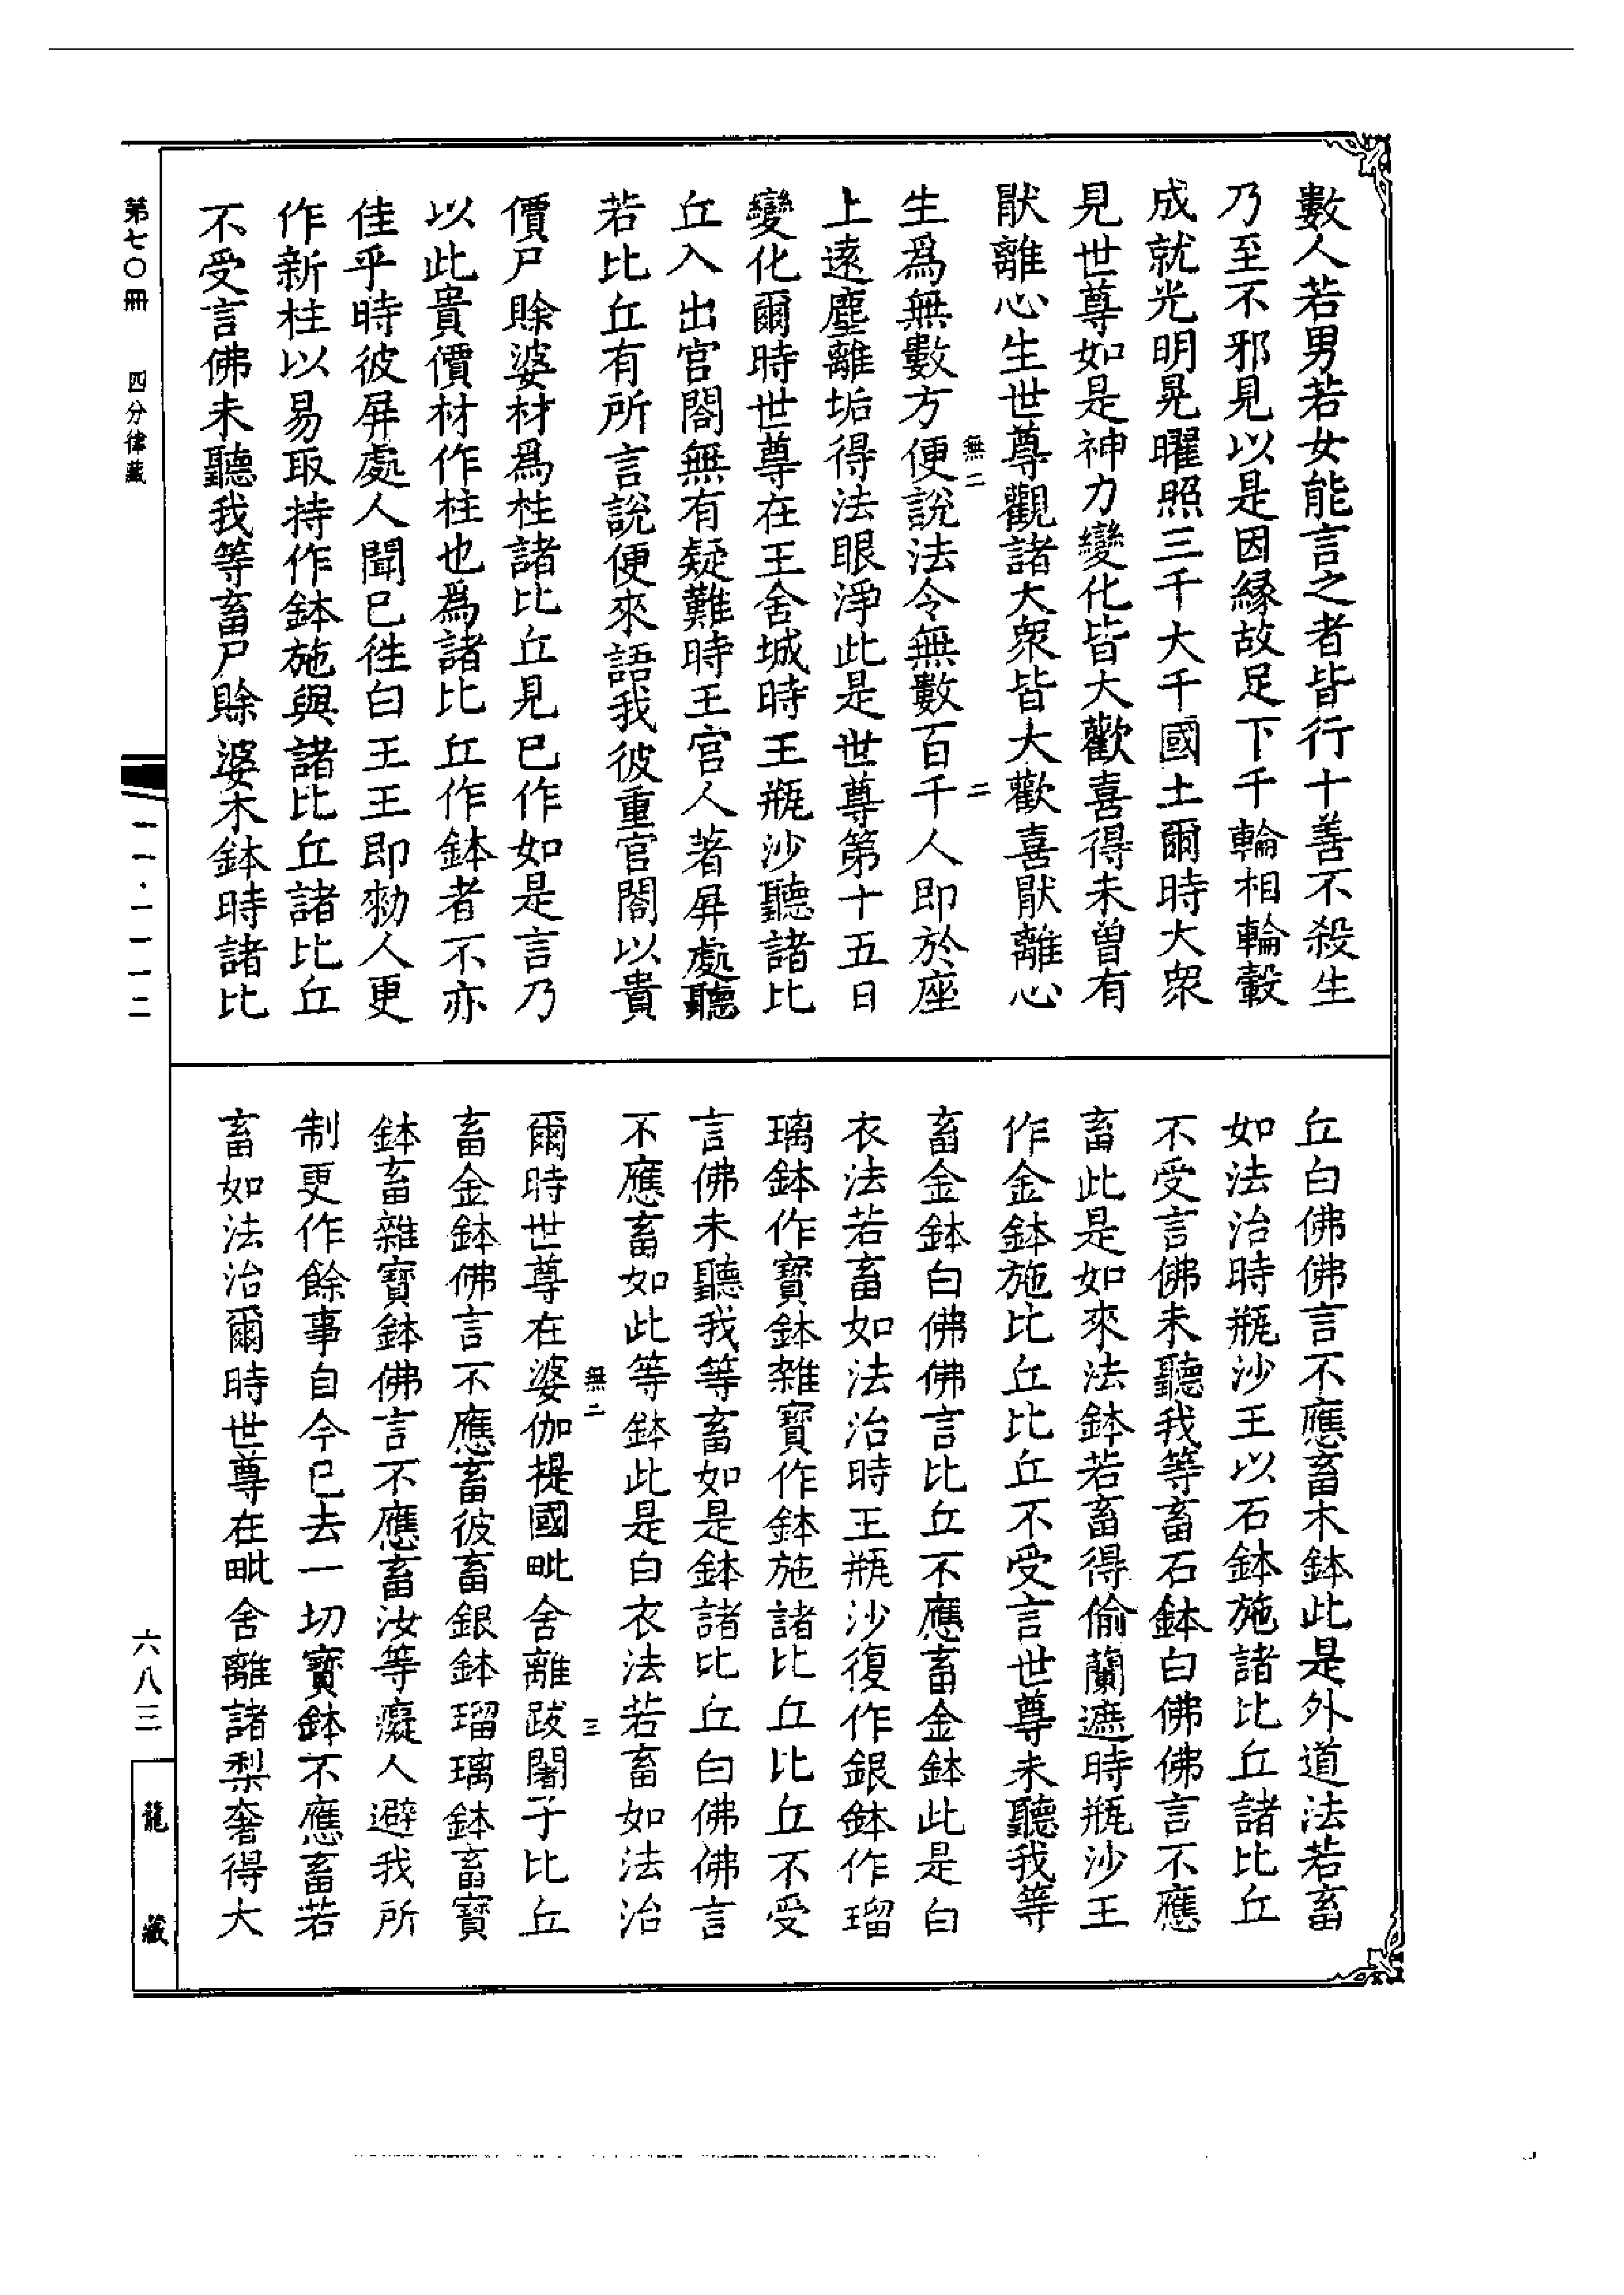 數人若男若女能言之者皆行十善不殺生
乃至不邪見以是因縁故足下千輪相輪轂
成就光明晃曜照三千大千國土爾時大衆
見世尊如是神力變化皆大歡喜得未曾有
猒離心生世尊觀諸大衆皆大歡喜猒離心
無二 二
生爲無數方便說法令無數百千人即於座
上遠塵離垢得法眼淨此是世尊第十五日
變化爾時世尊在王舍城時王瓶沙聽諸比
丘入出宫閤無有疑難時王宫人著屏處聽
若比丘有所言說便來語我彼重官閤以貴
價尸賖婆材爲柱諸比丘見已作如是言乃
以此貴價材作柱也爲諸比丘作鉢者不亦
佳乎時彼屏處人聞已徃白王王即勑人更
作新柱以易取持作鉢施與諸比丘諸比丘
不受言佛未聽我等畜尸賖婆木鉢時諸比
丘白佛佛言不應畜木鉢此是外道法若畜
如法治時瓶沙王以石鉢施諸比丘諸比丘
不受言佛未聽我等畜石鉢白佛佛言不應
畜此是如來法鉢若畜得偷蘭遮時瓶沙王
作金鉢施比丘比丘不受言世尊未聽我等
畜金鉢白佛佛言比丘不應畜金鉢此是白
衣法若畜如法治時王瓶沙復作銀鉢作瑠
璃鉢作寳鉢雜寳作鉢施諸比丘比丘不受
言佛未聽我等畜如是鉢諸比丘白佛佛言
不應畜如此等鉢此是白衣法若畜如法治
無二 三
爾時世尊在婆伽提國毗舍離跋闍子比丘
畜金鉢佛言不應畜彼畜銀鉢瑠璃鉢畜寳
鉢畜雜寳鉢佛言不應畜汝等癡人避我所
制更作餘事自今已去一切寳鉢不應畜若
畜如法治爾時世尊在毗舍離諸梨奢得大
第七〇冊 四分律藏
一一·一一一二
六八三
龍藏